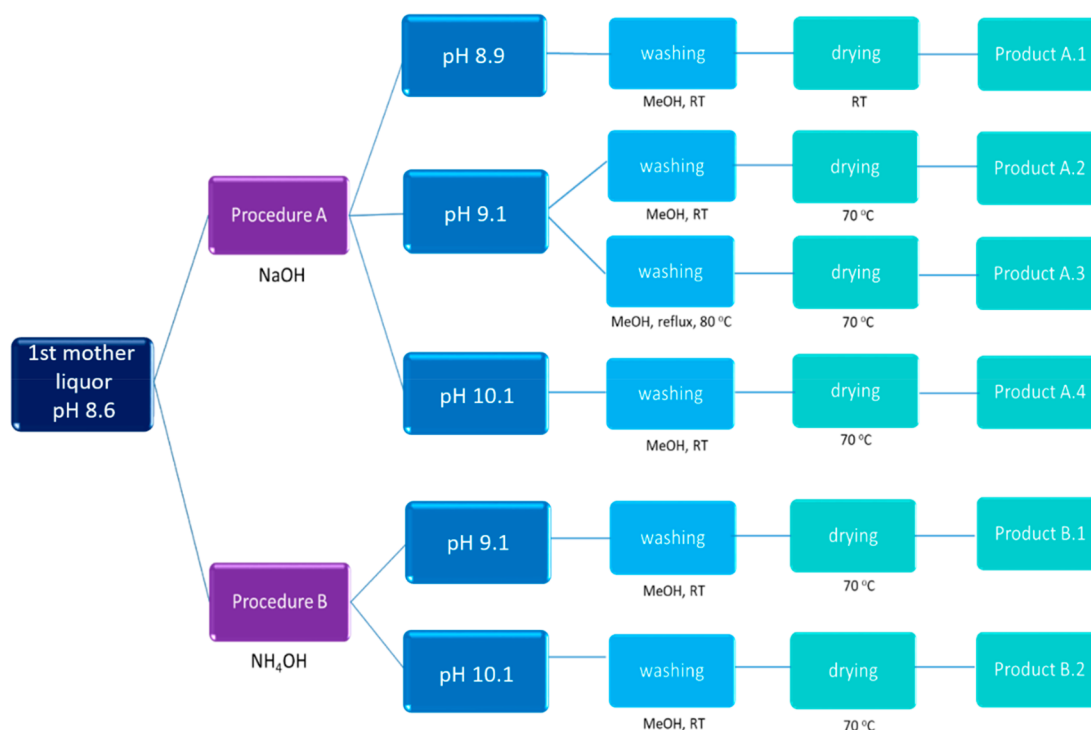 pH 8.9
washing
drying
Product A.1
MeOH, RT
RT
washing
drying
Product A.2
Procedure A
pH 9.1
MeOH, RT
70 °C
NaOH
washing
drying
Product A.3
MeOH, reflux, 80 °C
70 °C
1st mother
liquor
pH 8.6
pH 10.1
washing
drying
Product A.4
MeOH, RT
70 °C
pH 9.1
washing
drying
Product B.1
MeOH, RT
70 °C
Procedure B
NH₄OH
pH 10.1
washing
drying
Product B.2
MeOH, RT
70 °C